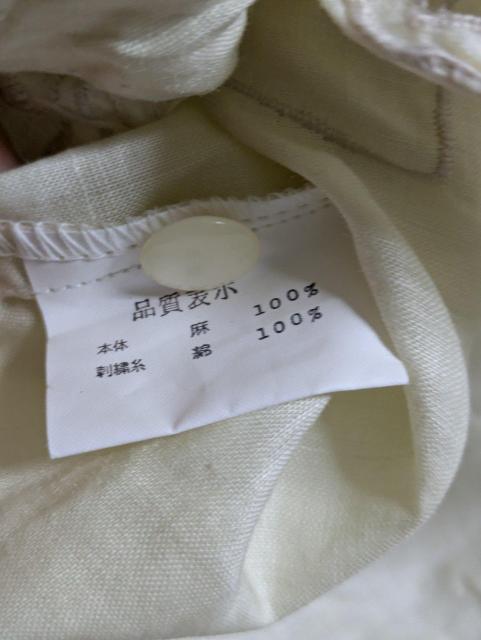 品質表示
本体 麻 100%
刺繍糸 綿 100%